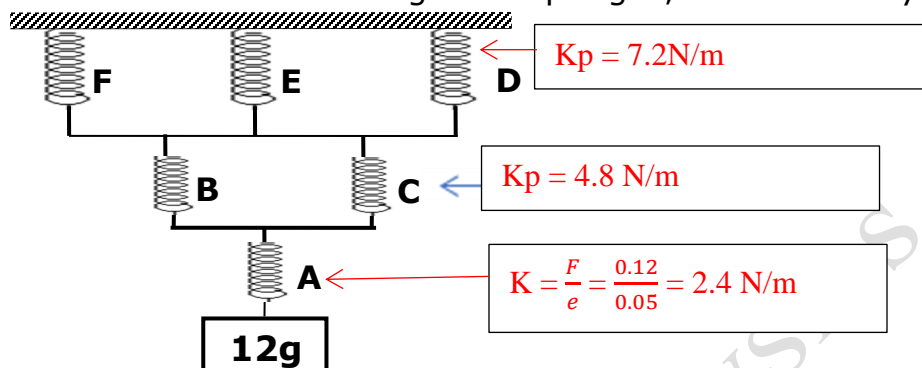 F
E
D
Kp = 7.2N/m
B
C
Kp = 4.8 N/m
A
K = F/e = 0.12/0.05 = 2.4 N/m
12g